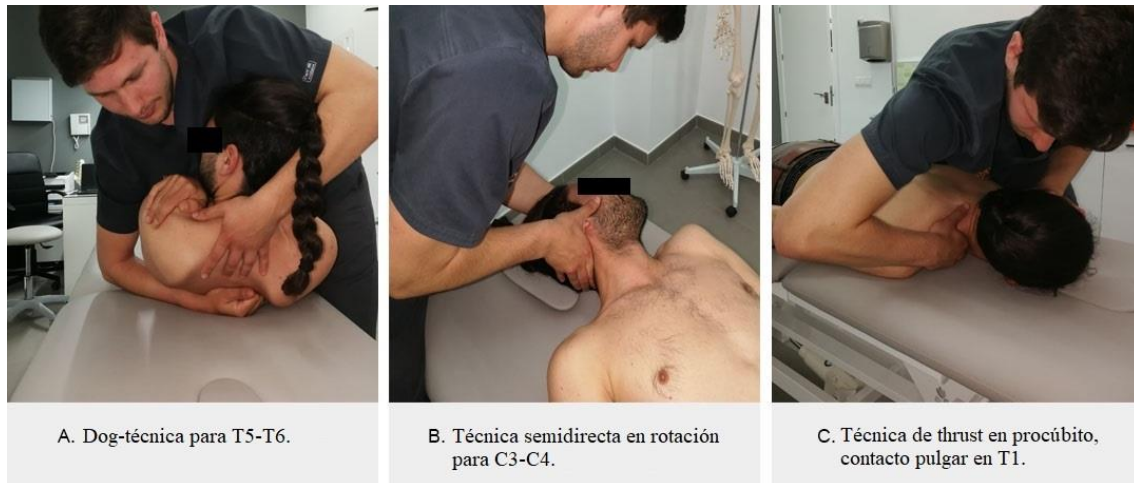 A. Dog-técnica para T5-T6.
B. Técnica semidirecta en rotación
para C3-C4.
C. Técnica de thrust en procúbito,
contacto pulgar en T1.